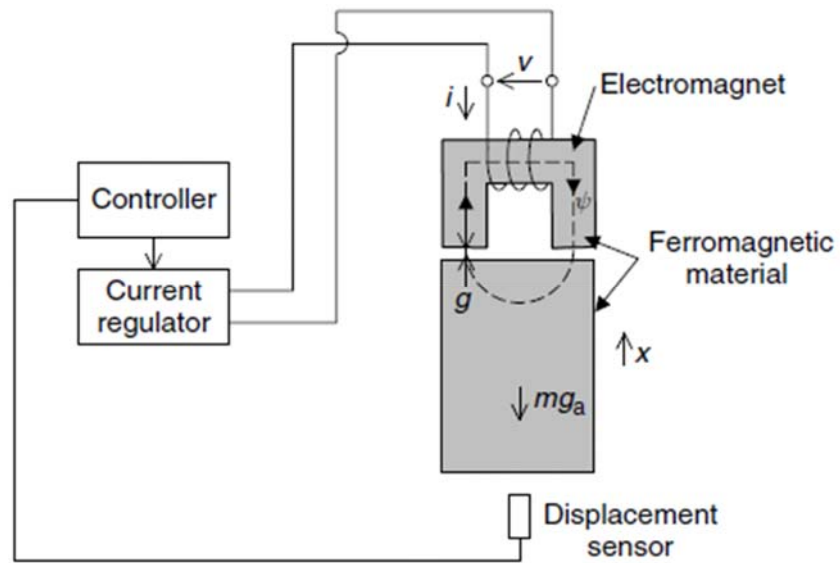 v
i
Electromagnet
Controller
ψ
Ferromagnetic
material
Current
regulator
g
x
mgₐ
Displacement
sensor